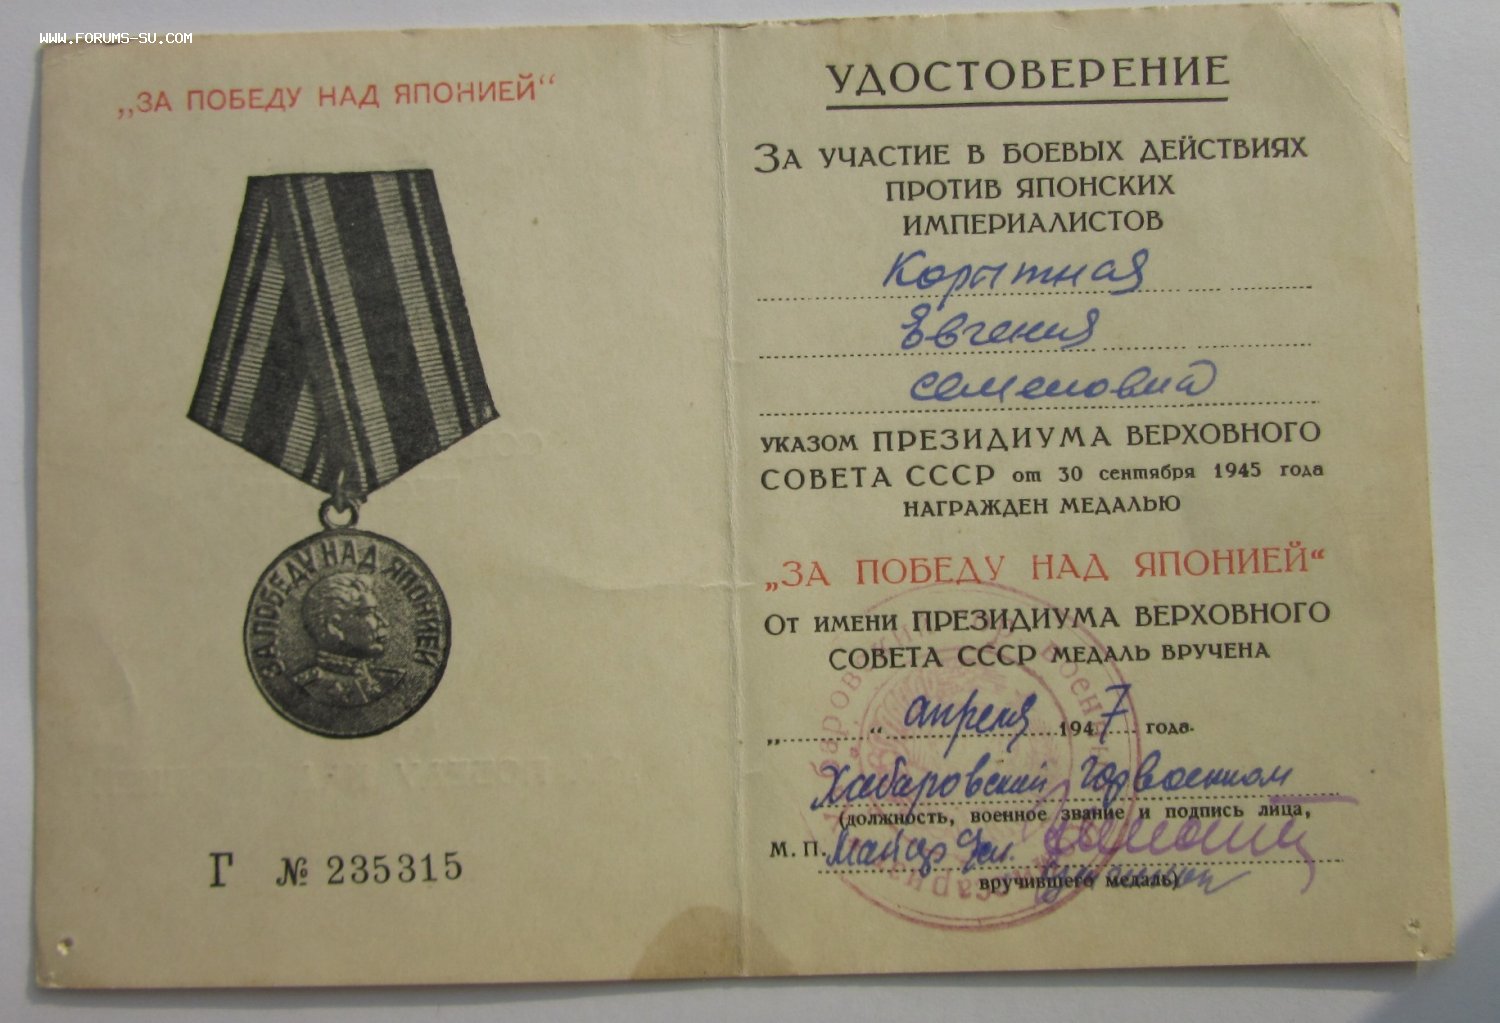 www.forums-su.com
„ЗА ПОБЕДУ НАД ЯПОНИЕЙ“
ЗА ПОБЕДУ НАД ЯПОНИЕЙ
Г № 235315
УДОСТОВЕРЕНИЕ
ЗА УЧАСТИЕ В БОЕВЫХ ДЕЙСТВИЯХ
ПРОТИВ ЯПОНСКИХ
ИМПЕРИАЛИСТОВ
Корытная
Евгения
Семеновна
УКАЗОМ ПРЕЗИДИУМА ВЕРХОВНОГО
СОВЕТА СССР от 30 сентября 1945 года
НАГРАЖДЕН МЕДАЛЬЮ
„ЗА ПОБЕДУ НАД ЯПОНИЕЙ“
ОТ ИМЕНИ ПРЕЗИДИУМА ВЕРХОВНОГО
СОВЕТА СССР МЕДАЛЬ ВРУЧЕНА
„ “ апреля 1947 года.
Хабаровский Горвоенком
(должность, военное звание и подпись лица,
М. П. Майор
вручившего медаль)